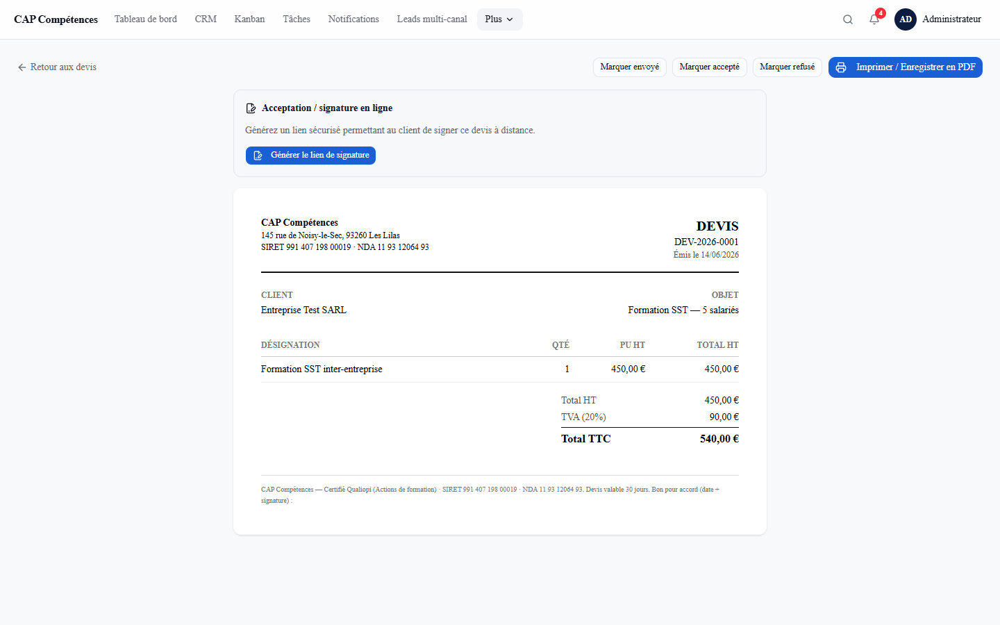 CAP Compétences Tableau de bord CRM Kanban Tâches Notifications Leads multi-canal Plus 4 AD Administrateur
Retour aux devis Marquer envoyé Marquer accepté Marquer refusé Imprimer / Enregistrer en PDF
Acceptation / signature en ligne
Générez un lien sécurisé permettant au client de signer ce devis à distance.
Générer le lien de signature
CAP Compétences
145 rue de Noisy-le-Sec, 93260 Les Lilas
SIRET 991 407 198 00019 · NDA 11 93 12064 93
DEVIS
DEV-2026-0001
Émis le 14/06/2026
CLIENT OBJET
Entreprise Test SARL Formation SST — 5 salariés
DÉSIGNATION QTÉ PU HT TOTAL HT
Formation SST inter-entreprise 1 450,00 € 450,00 €
Total HT 450,00 €
TVA (20%) 90,00 €
Total TTC 540,00 €
CAP Compétences — Certifié Qualiopi (Actions de formation) · SIRET 991 407 198 00019 · NDA 11 93 12064 93. Devis valable 30 jours. Bon pour accord (date +
signature) :